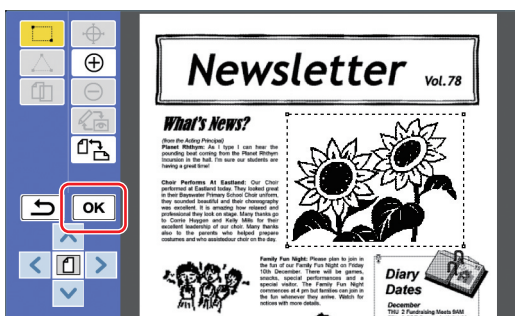 Newsletter Vol. 78
What's News?
(from the Acting Principal)
Planet Rhthym: As I type I can hear the
pounding beat coming from the Planet Rhthym
Incursion in the hall. I'm sure our students are
having a great time!
Choir Performs At Eastland: Our Choir
performed at Eastland today. They looked great
in their Bayswater Primary School Choir uniform,
they sounded beautiful and their choreography
was excellent. It is amazing how relaxed and
professional they look on stage. Many thanks go
to Corrie Huygan and Kelly Mills for their
excellent leadership of our choir. Many thanks
also to the parents who helped prepare
costumes and who assistedour choir on the day.
OK
Family Fun Night: Please plan to join in
the fun of our Family Fun Night on Friday
10th December. There will be games,
snacks, special performances and a
special visitor. The Family Fun Night
commences at 4 pm but families can join in
the fun whenever they arrive. Watch for
notices with more details.
Diary
Dates
December
THU 2 Fundraising Meets 9AM